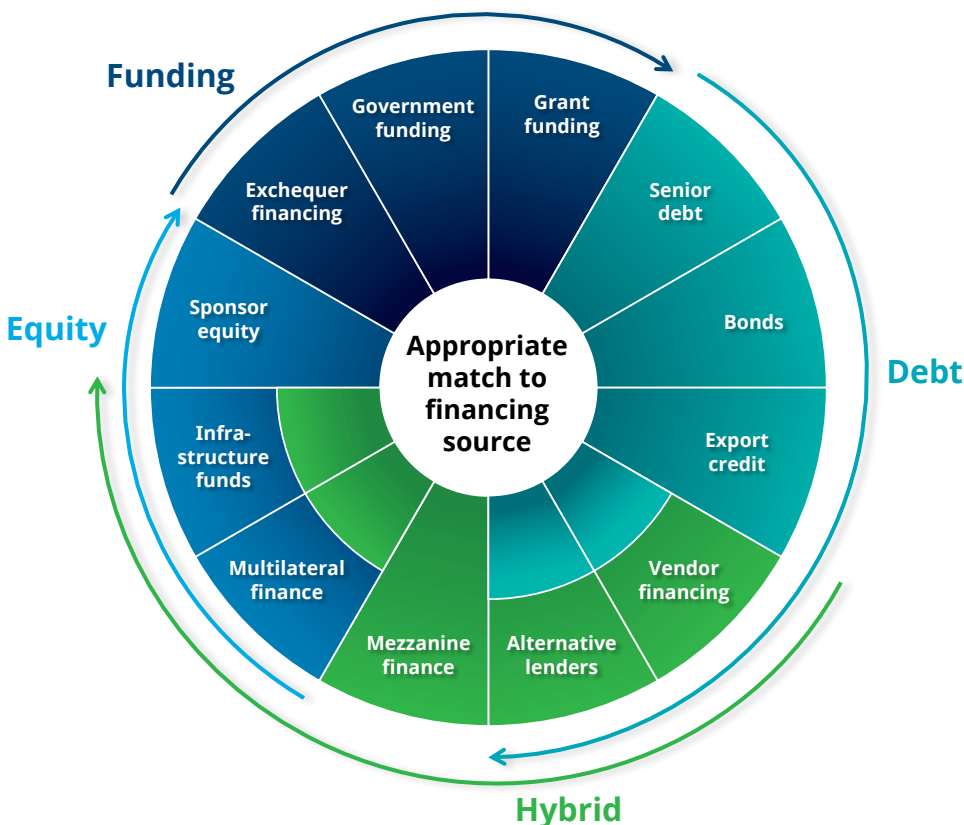 Funding
Government
funding
Grant
funding
Exchequer
financing
Senior
debt
Sponsor
equity
Bonds
Equity
Appropriate
match to
financing
source
Debt
Infra-
structure
funds
Export
credit
Multilateral
finance
Vendor
financing
Mezzanine
finance
Alternative
lenders
Hybrid